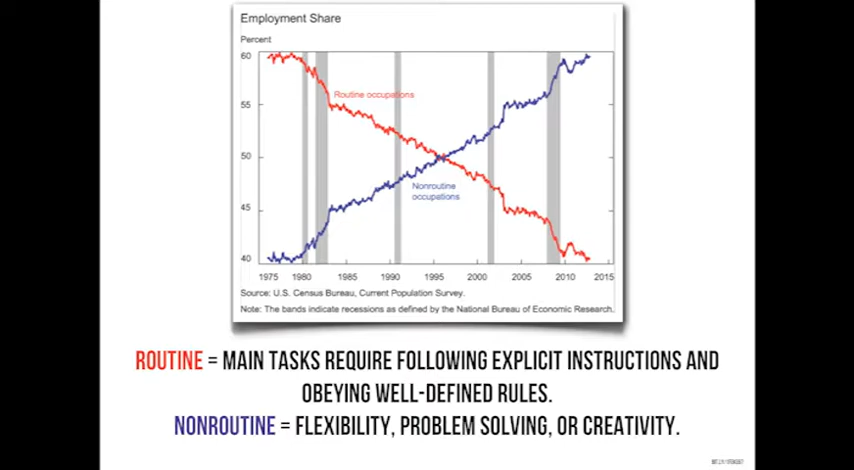 Employment Share
Percent
60
55
50
45
40
Routine occupations
Nonroutine
occupations
1975 1980 1985 1990 1995 2000 2005 2010 2015
Source: U.S. Census Bureau, Current Population Survey.
Note: The bands indicate recessions as defined by the National Bureau of Economic Research.
ROUTINE = MAIN TASKS REQUIRE FOLLOWING EXPLICIT INSTRUCTIONS AND
OBEYING WELL-DEFINED RULES.
NONROUTINE = FLEXIBILITY, PROBLEM SOLVING, OR CREATIVITY.